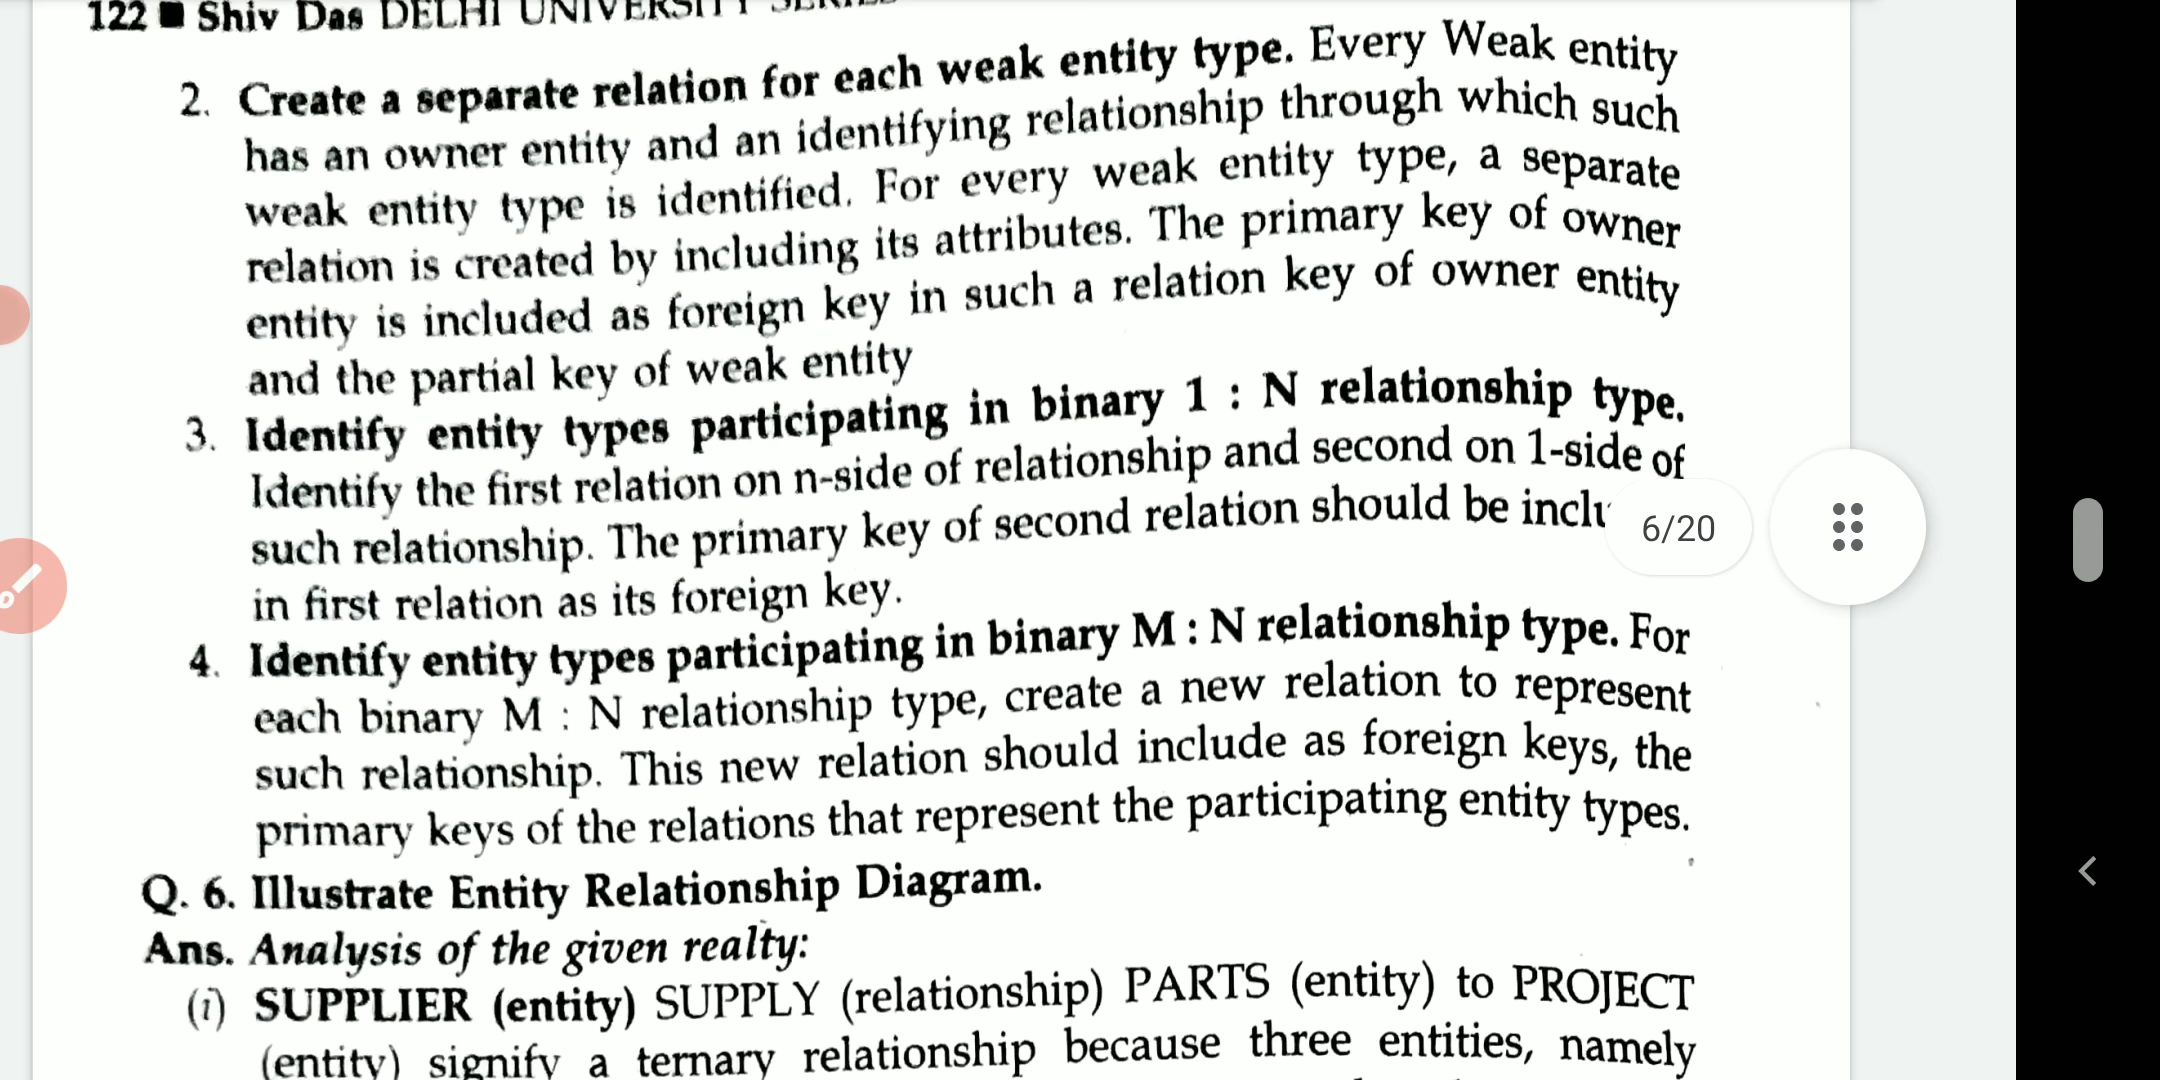 122 ■ Shiv Das DELHI UNIVERSITY SERIES
2. Create a separate relation for each weak entity type. Every Weak entity
has an owner entity and an identifying relationship through which such
weak entity type is identified. For every weak entity type, a separate
relation is created by including its attributes. The primary key of owner
entity is included as foreign key in such a relation key of owner entity
and the partial key of weak entity
3. Identify entity types participating in binary 1 : N relationship type.
Identify the first relation on n-side of relationship and second on 1-side of
such relationship. The primary key of second relation should be inclu
in first relation as its foreign key.
6/20
4. Identify entity types participating in binary M : N relationship type. For
each binary M : N relationship type, create a new relation to represent
such relationship. This new relation should include as foreign keys, the
primary keys of the relations that represent the participating entity types.
Q. 6. Illustrate Entity Relationship Diagram.
Ans. Analysis of the given realty:
(i) SUPPLIER (entity) SUPPLY (relationship) PARTS (entity) to PROJECT
(entity) signify a ternary relationship because three entities, namely